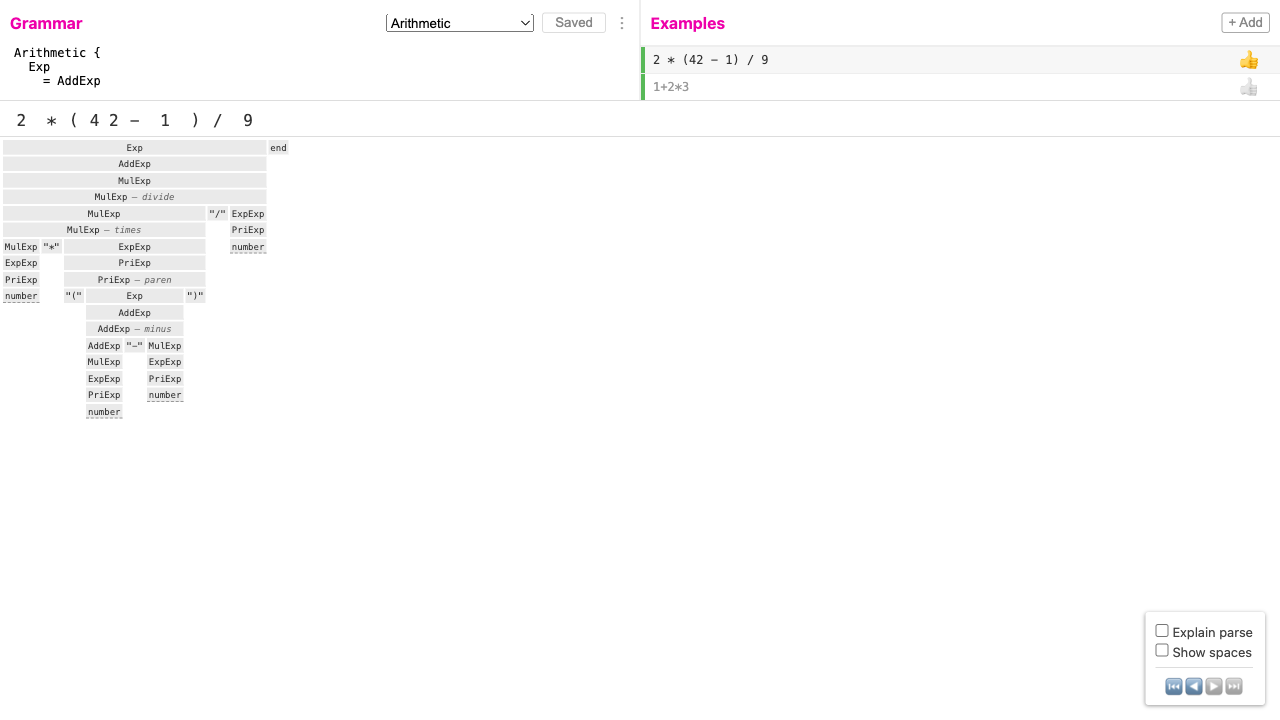 Grammar
Arithmetic
Saved
Arithmetic {
  Exp
    = AddExp
Examples
+ Add
2 * (42 – 1) / 9
1+2*3
2 * ( 4 2 – 1 ) / 9
Exp end
AddExp
MulExp
MulExp – divide
MulExp "/" ExpExp
MulExp – times PriExp
MulExp "*" ExpExp number
ExpExp PriExp
PriExp PriExp – paren
number "(" Exp ")"
AddExp
AddExp – minus
AddExp "–" MulExp
MulExp ExpExp
ExpExp PriExp
PriExp number
number
Explain parse
Show spaces